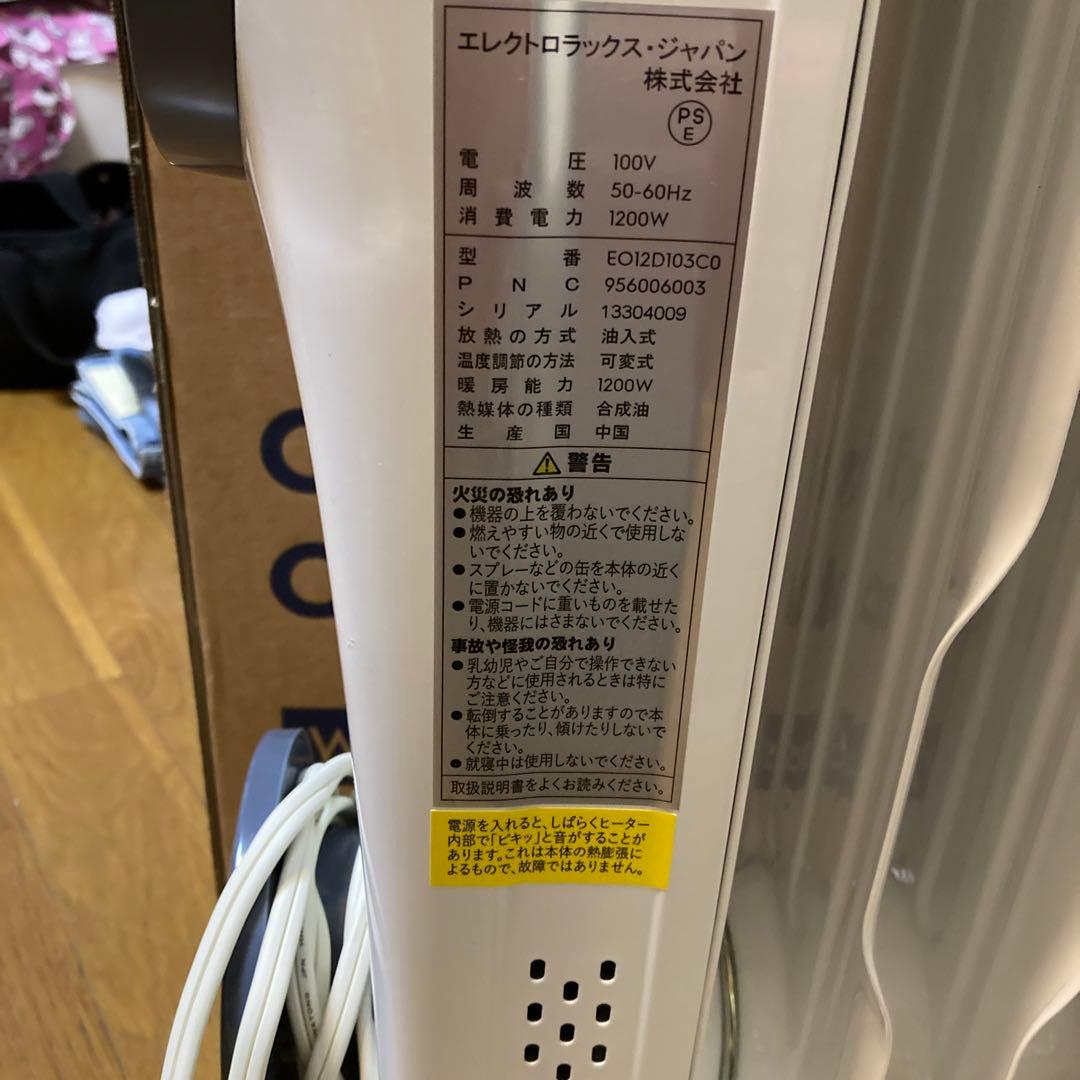 エレクトロラックス・ジャパン
株式会社
PS
E
電圧 100V
周波数 50-60Hz
消費電力 1200W
型番 EO12D103C0
PNC 956006003
シリアル 13304009
放熱の方式 油入式
温度調節の方法 可変式
暖房能力 1200W
熱媒体の種類 合成油
生産国 中国
警告
火災の恐れあり
●機器の上を覆わないでください。
●燃えやすい物の近くで使用しな
いでください。
●スプレーなどの缶を本体の近く
に置かないでください。
●電源コードに重いものを載せた
り、機器にはさまないでください。
事故や怪我の恐れあり
●乳幼児やご自分で操作できない
方などに使用されるときは特に
ご注意ください。
●転倒することがありますので本
体に乗ったり、傾けたりしないで
ください。
●就寝中は使用しないでください。
取扱説明書をよくお読みください。
電源を入れると、しばらくヒーター
内部で「ピキッ」と音がすることが
あります。これは本体の熱膨張に
よるもので、故障ではありません。